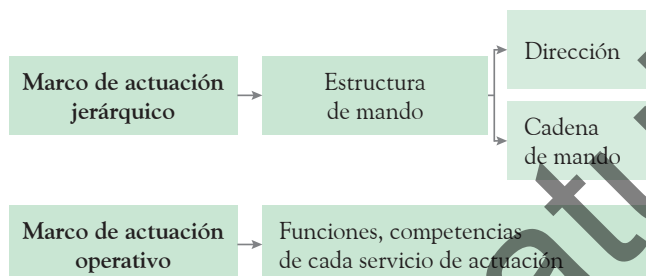 Marco de actuación
jerárquico
Estructura
de mando
Dirección
Cadena
de mando
Marco de actuación
operativo
Funciones, competencias
de cada servicio de actuación